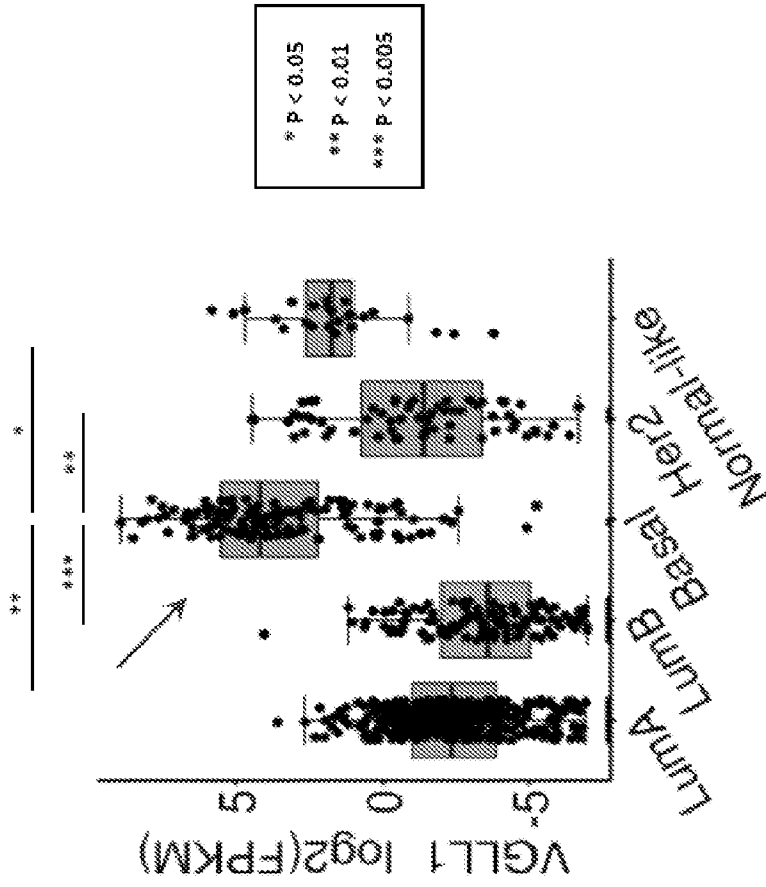 ** *
*** **
* P < 0.05
** P < 0.01
*** P < 0.005
VGLL1 log2(FPKM)
5
0
-5
LumA LumB Basal Her2 Normal-like